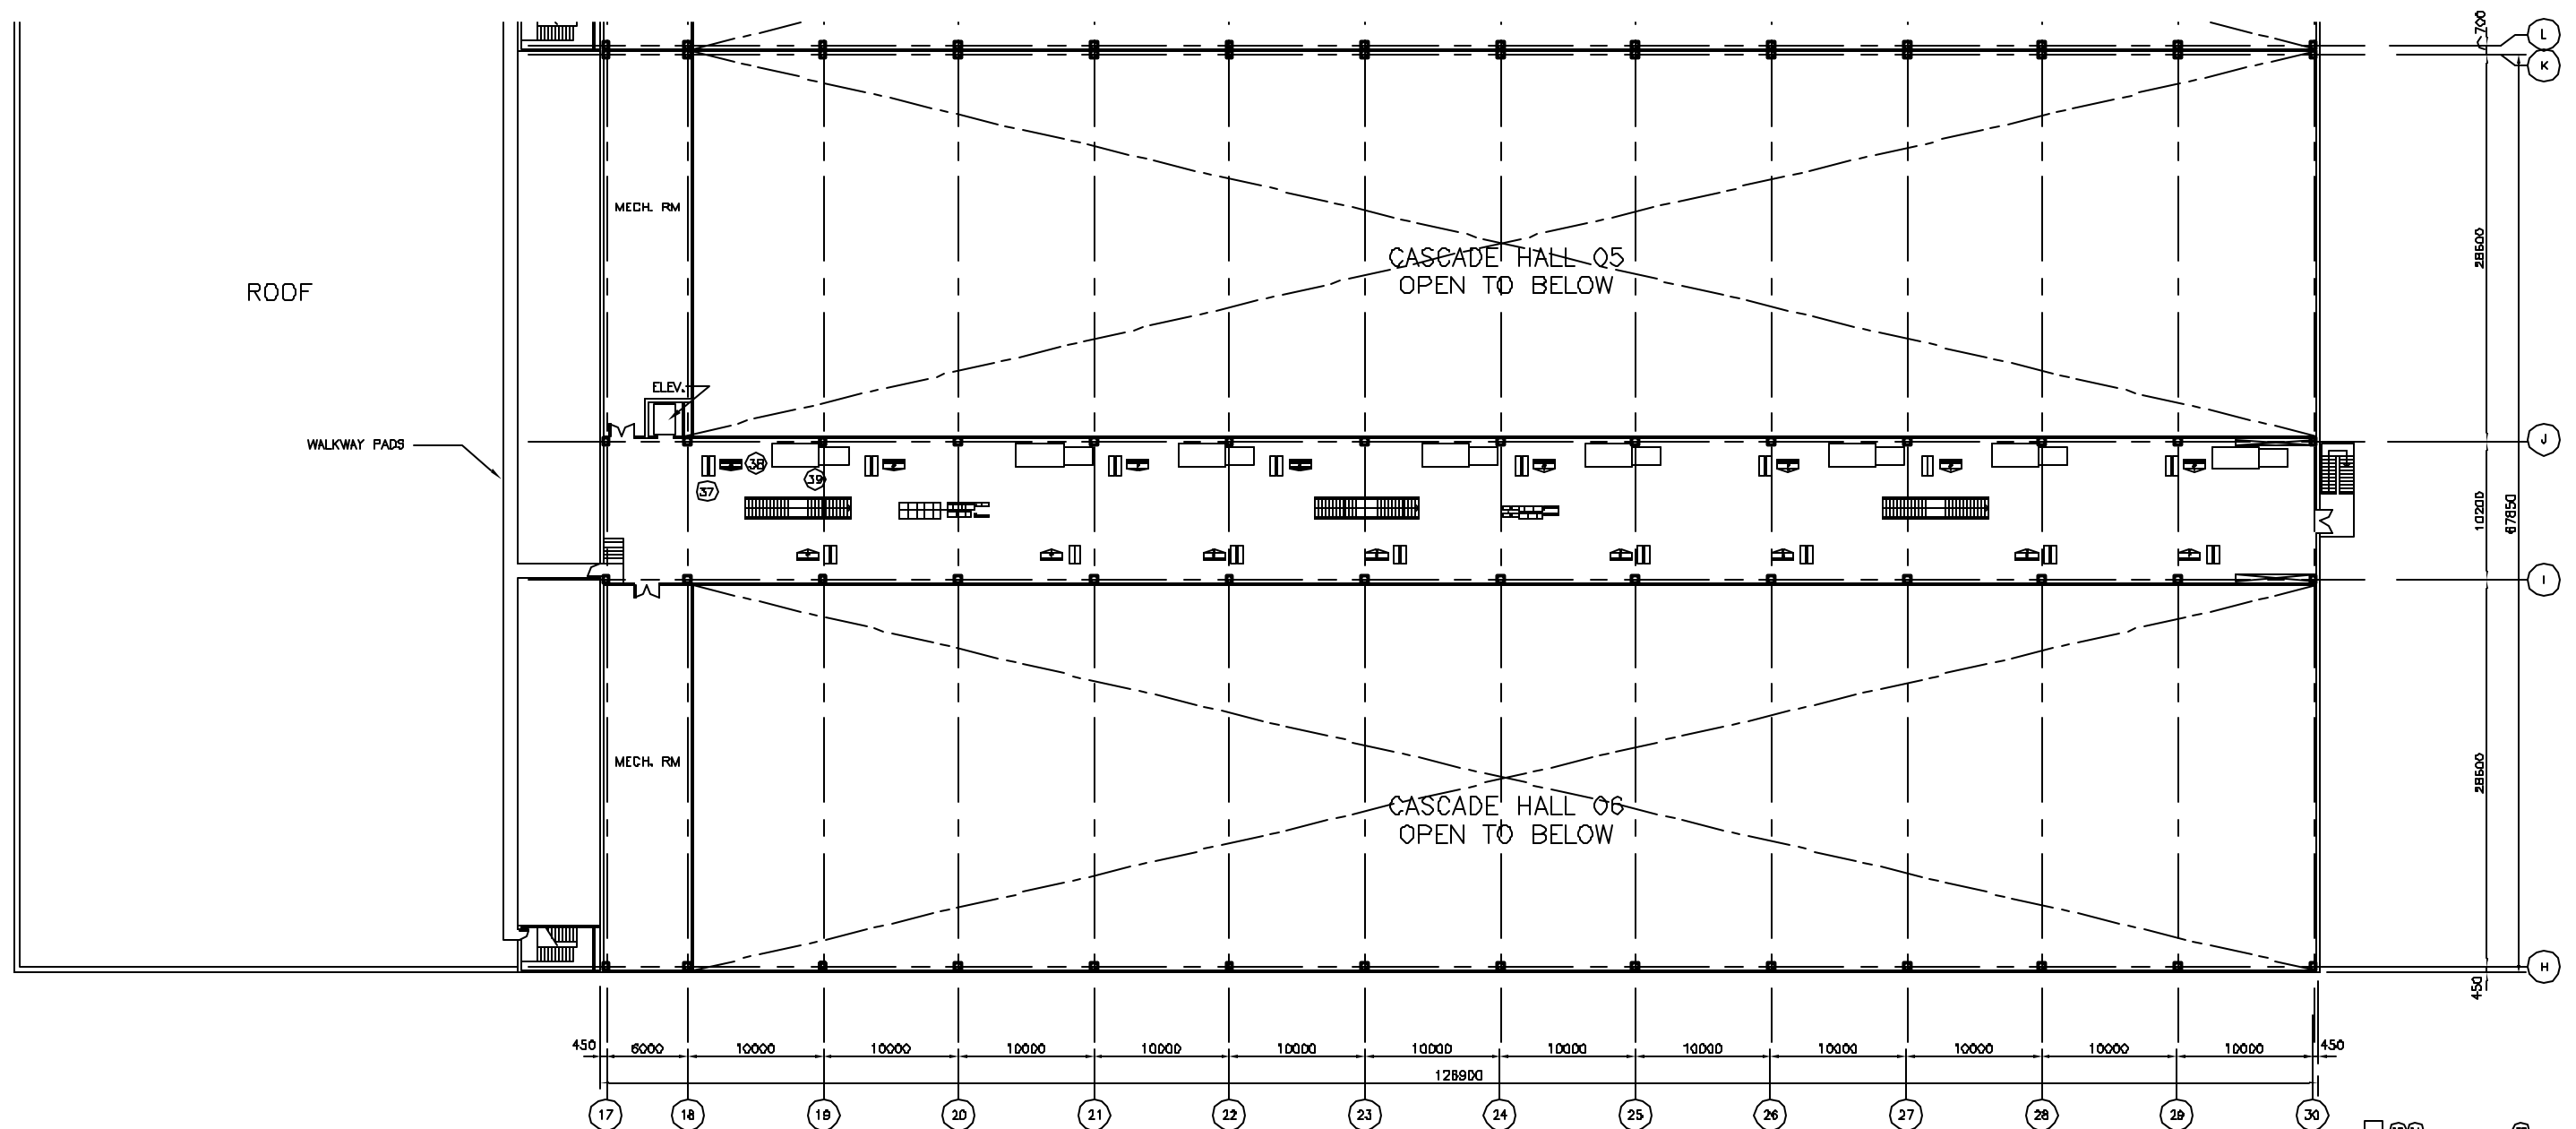 700
L
K
MECH. RM
28600
CASCADE HALL 05
OPEN TO BELOW
ROOF
ELEV.
WALKWAY PADS
J
38
37
39
10200
67850
I
MECH. RM
28600
CASCADE HALL 06
OPEN TO BELOW
H
450
450 6000 10000 10000 10000 10000 10000 10000 10000 10000 10000 10000 10000 10000 450
126900
17 18 19 20 21 22 23 24 25 26 27 28 29 30